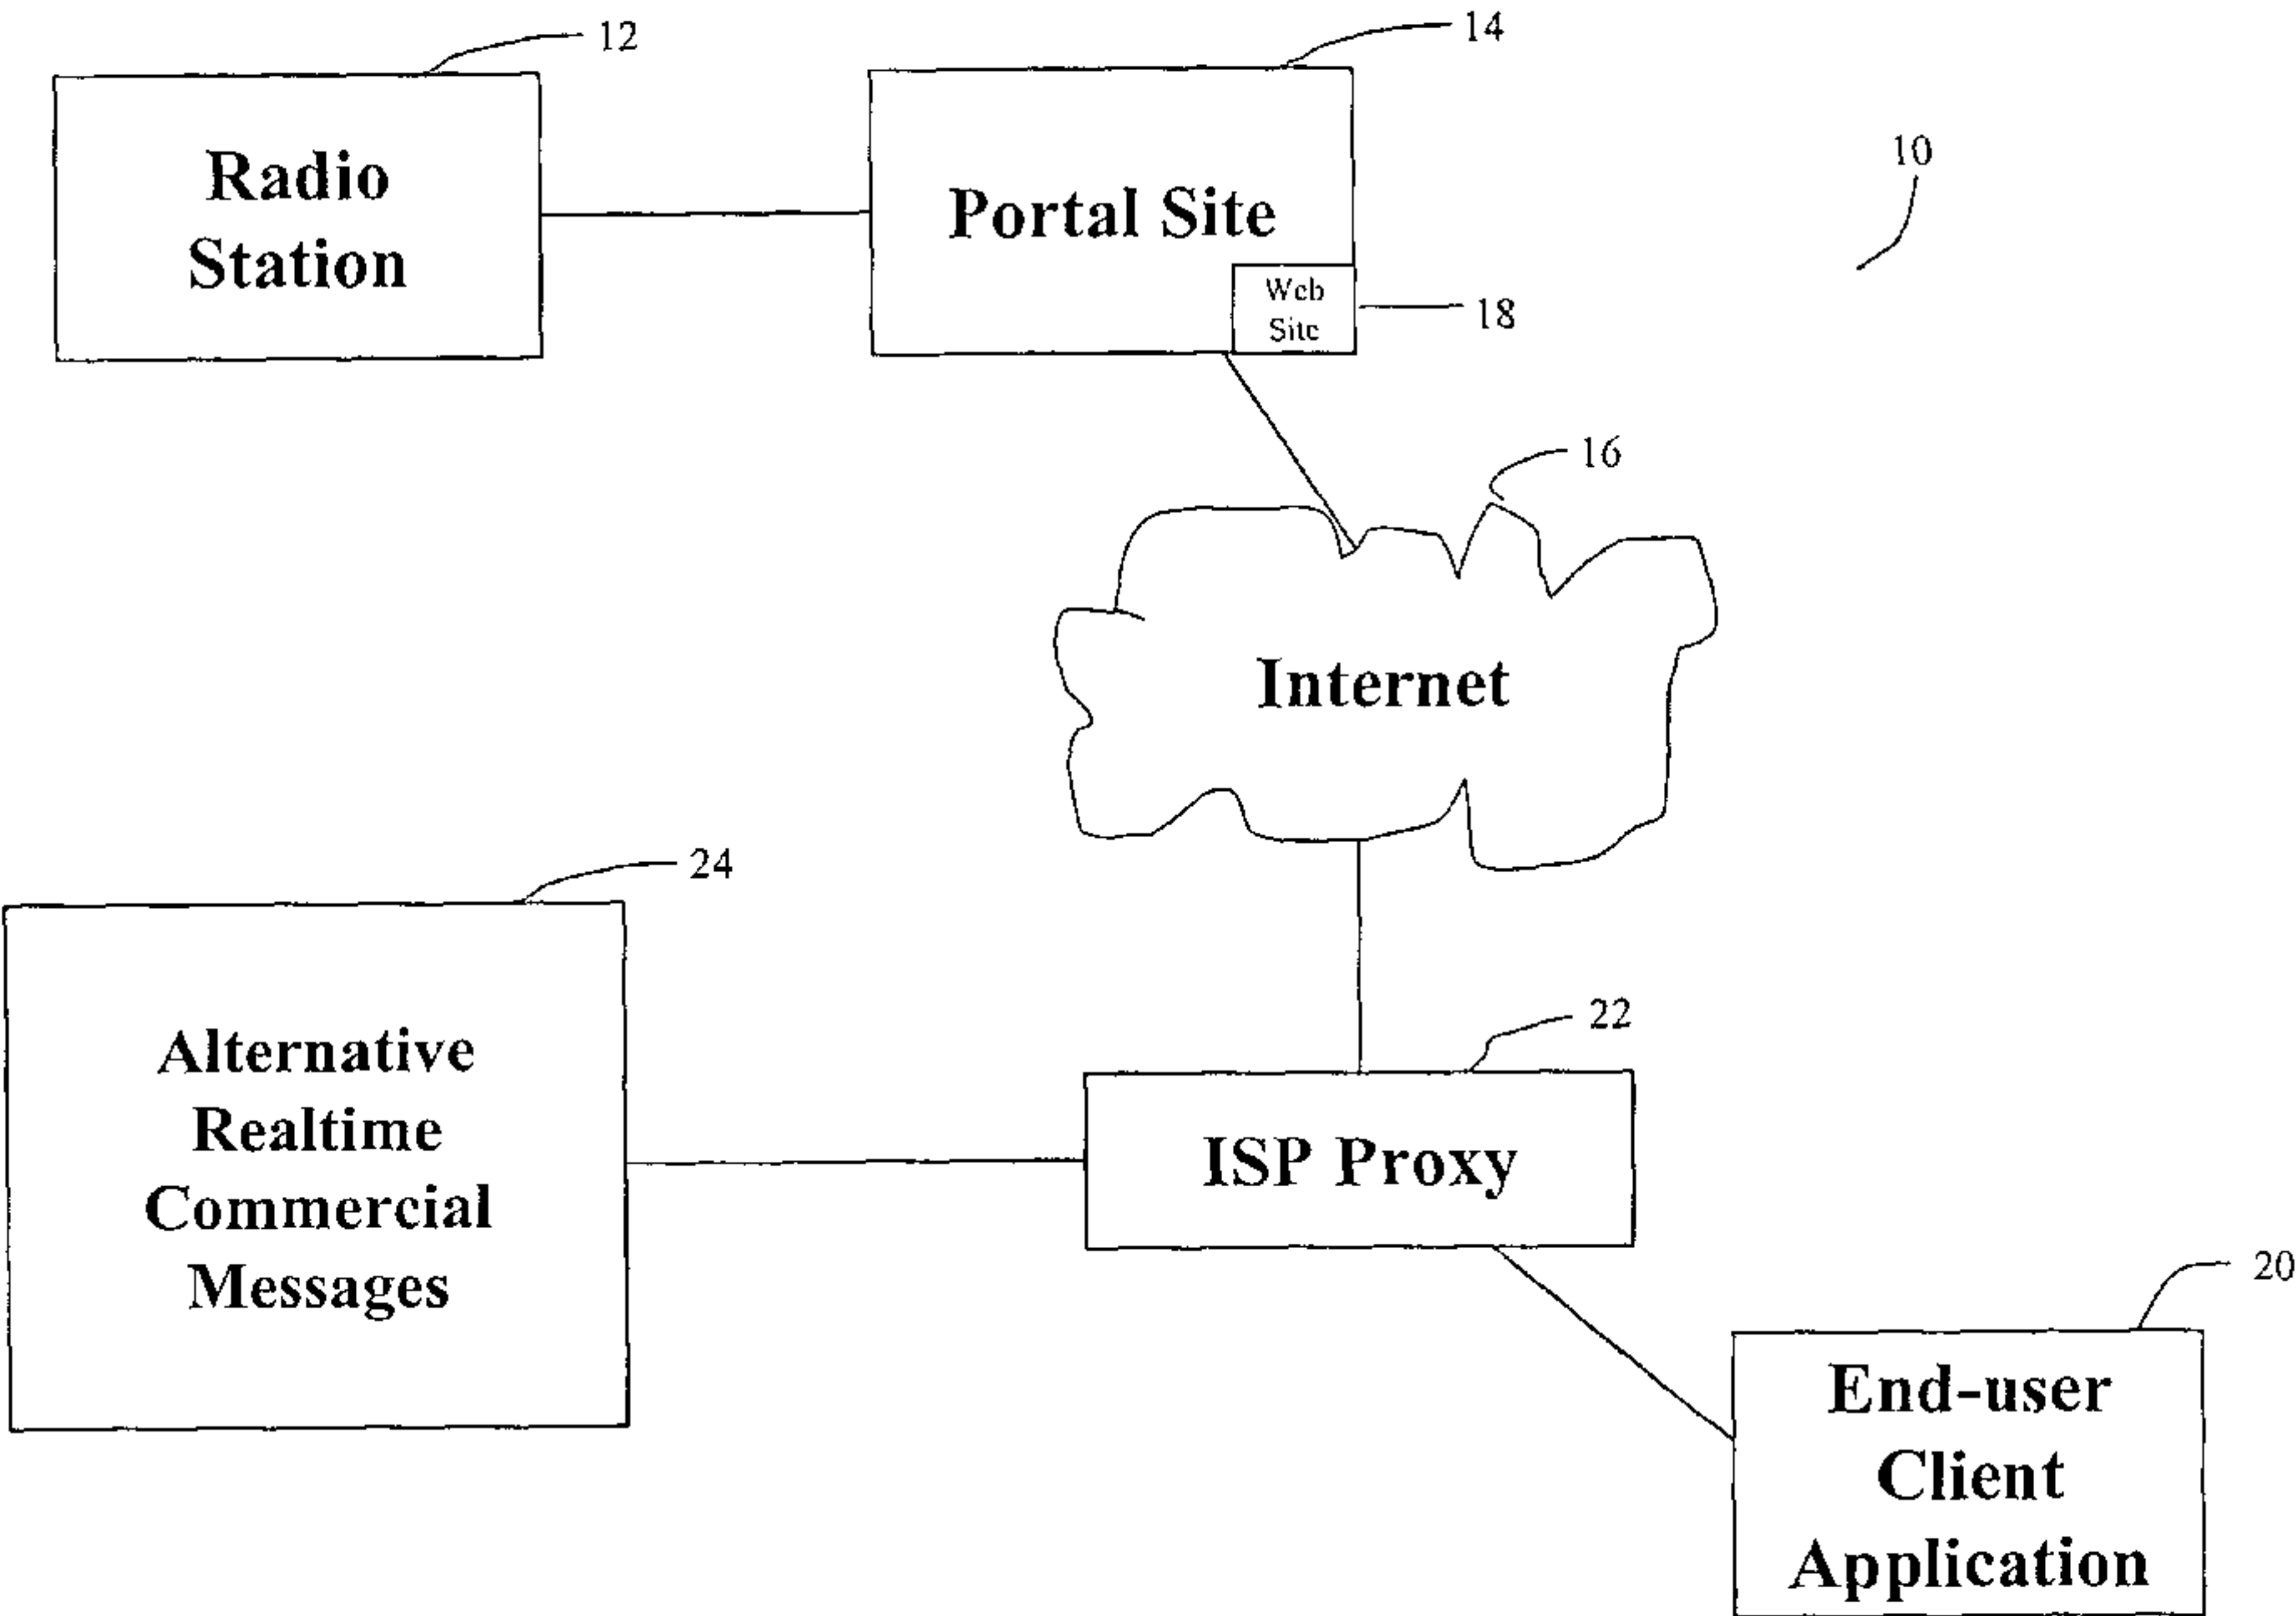 12
14
Radio
Station
Portal Site
10
Web
Site
18
16
Internet
24
Alternative
Realtime
Commercial
Messages
22
ISP Proxy
20
End-user
Client
Application